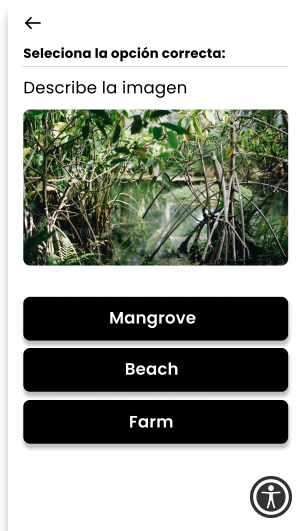 Seleciona la opción correcta:
Describe la imagen
Mangrove
Beach
Farm